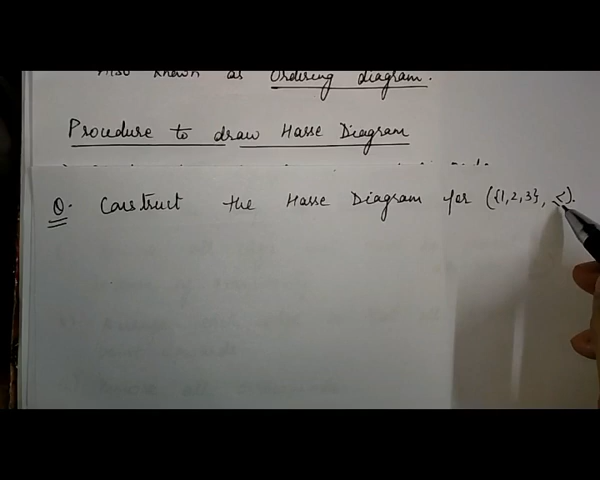 Also known as Ordering diagram.
Procedure to draw Hasse Diagram
Q. Construct the Hasse Diagram for ({1, 2, 3}, ≤).